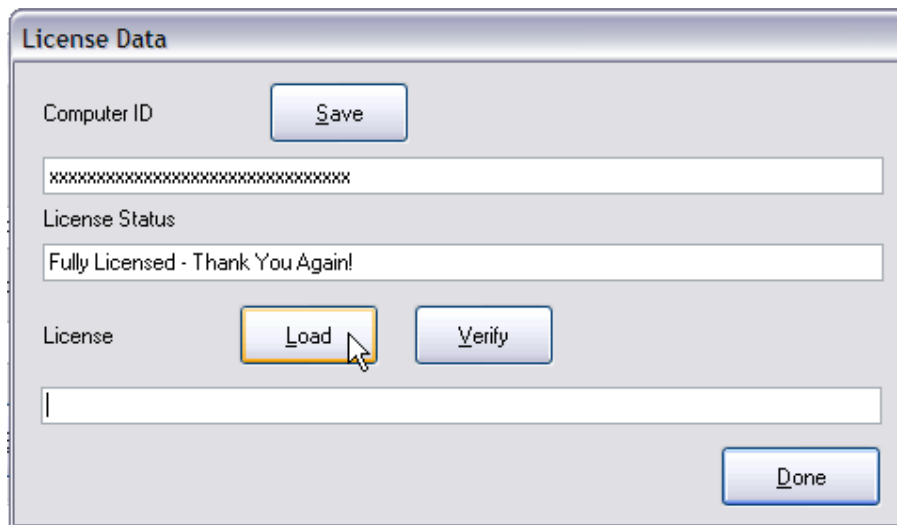 License Data
Computer ID Save
xxxxxxxxxxxxxxxxxxxxxxxxxxxxxxxx
License Status
Fully Licensed - Thank You Again!
License Load Verify
Done